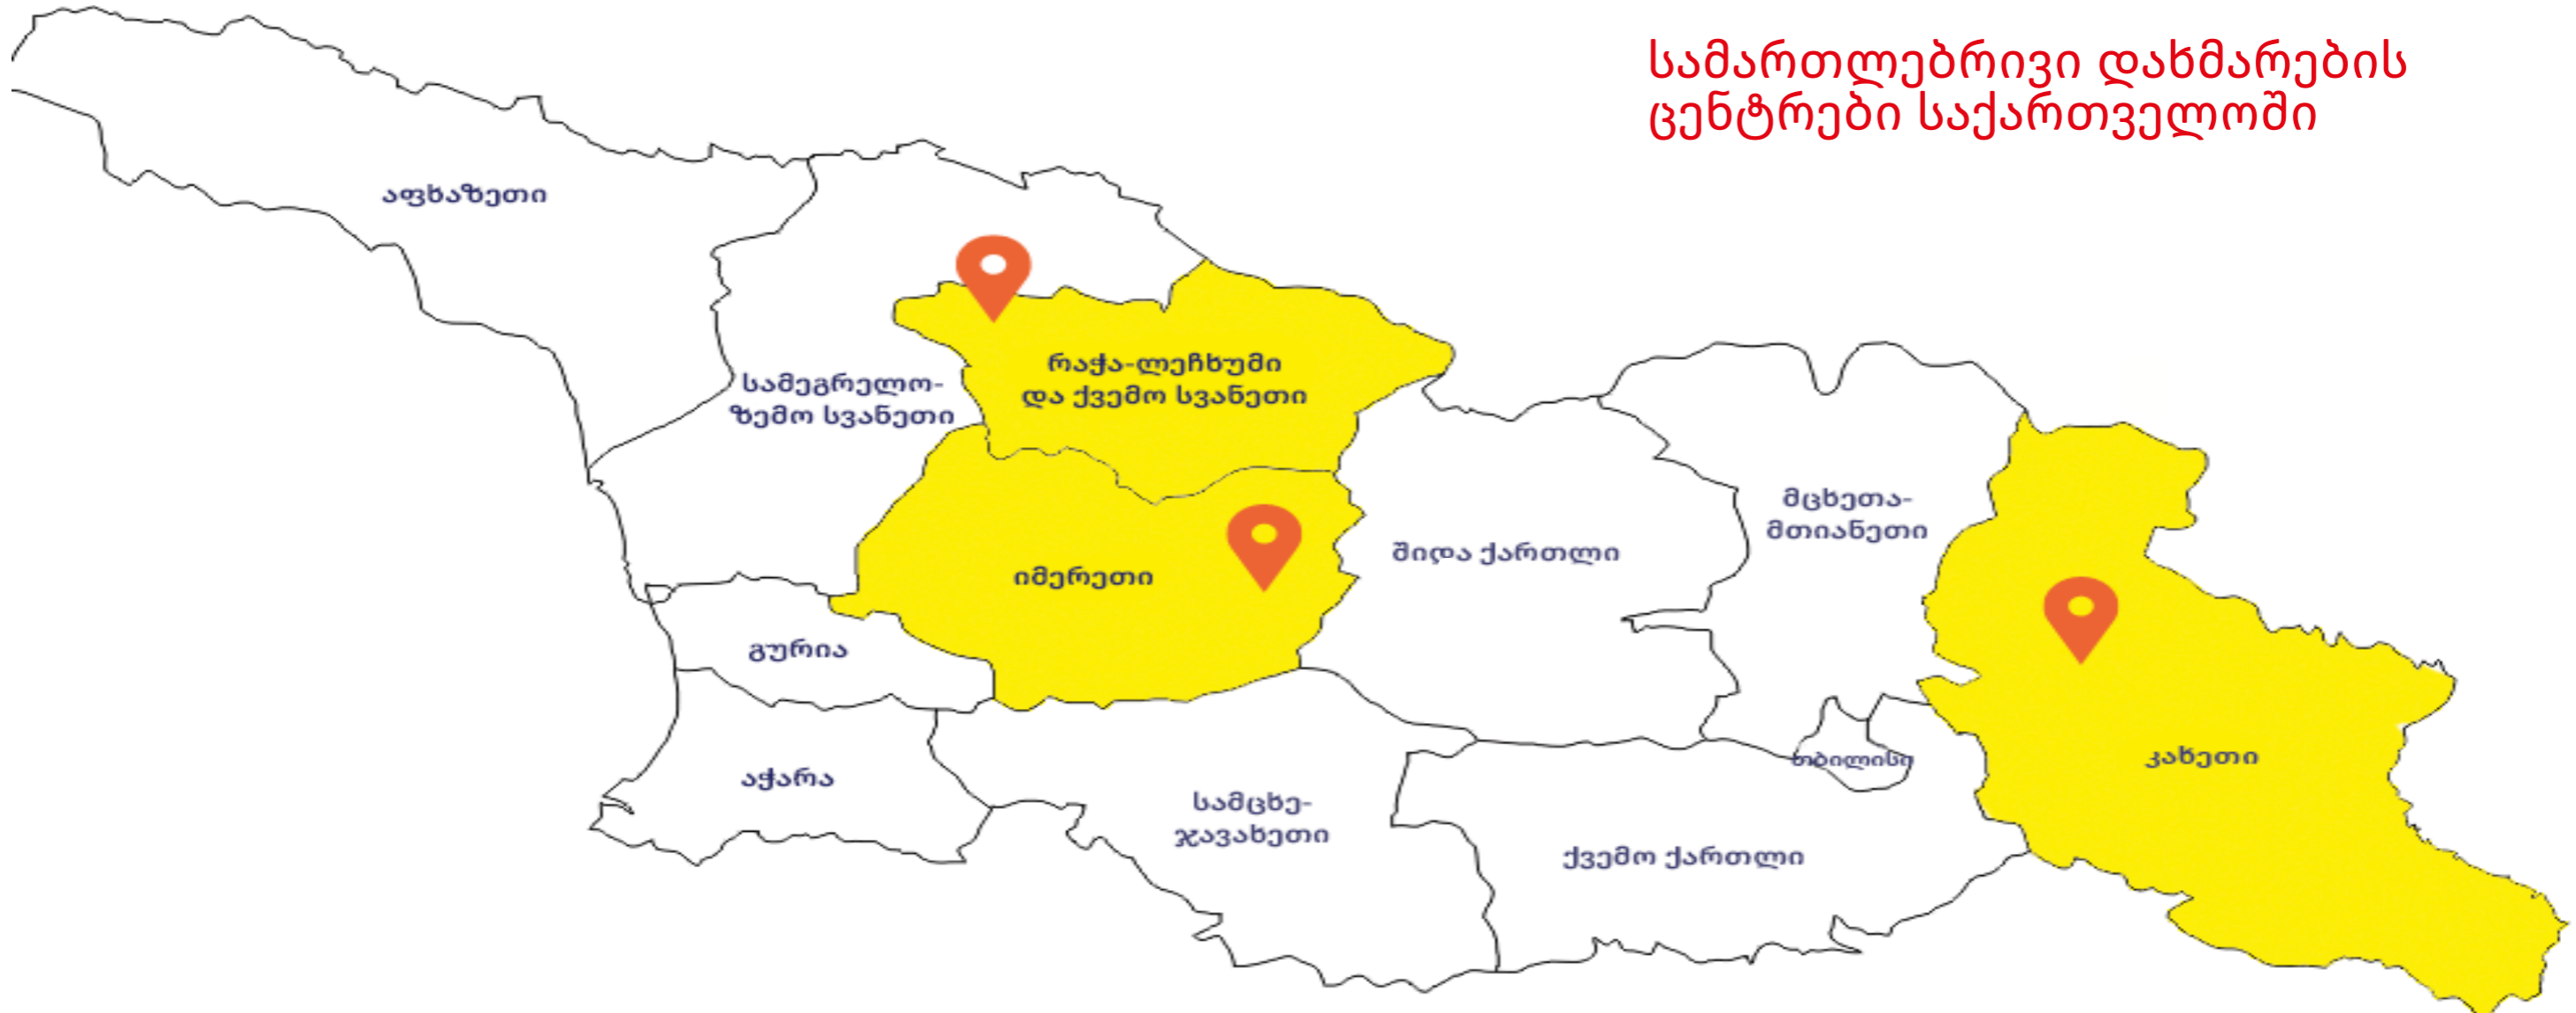 სამართლებრივი დახმარების
ცენტრები საქართველოში
აფხაზეთი
სამეგრელო-
ზემო სვანეთი
რაჭა-ლეჩხუმი
და ქვემო სვანეთი
იმერეთი
შიდა ქართლი
მცხეთა-
მთიანეთი
გურია
აჭარა
სამცხე-
ჯავახეთი
თბილისი
კახეთი
ქვემო ქართლი